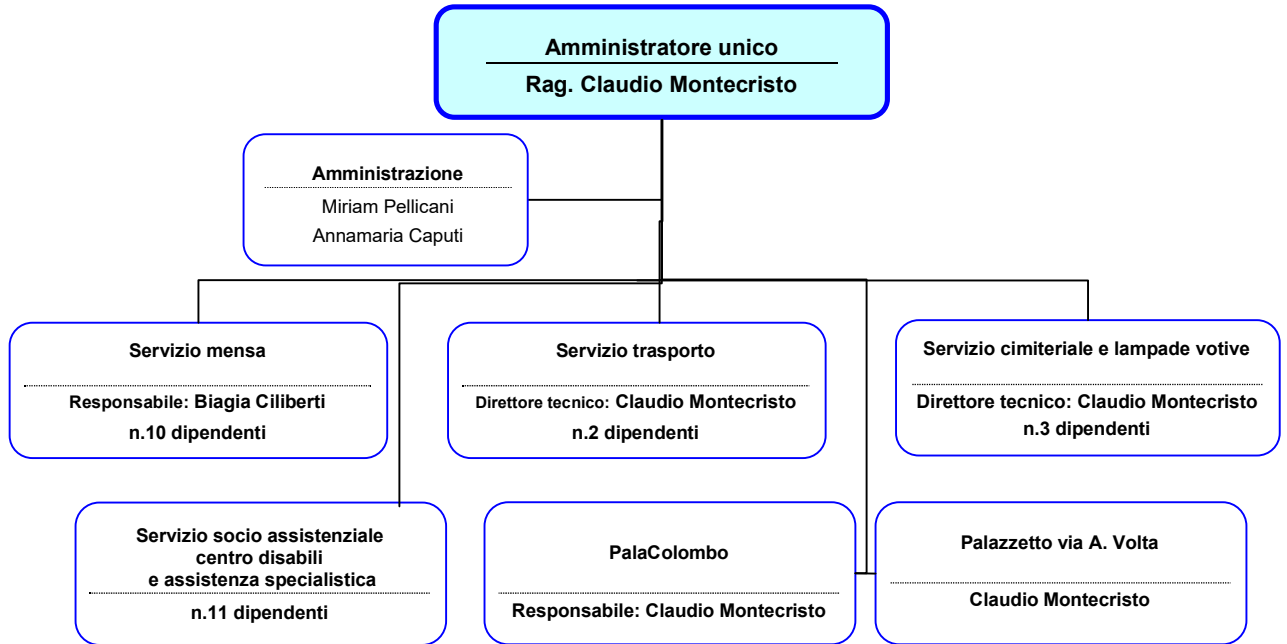 Amministratore unico
Rag. Claudio Montecristo
Amministrazione
Miriam Pellicani
Annamaria Caputi
Servizio mensa
Responsabile: Biagia Ciliberti
n.10 dipendenti
Servizio trasporto
Direttore tecnico: Claudio Montecristo
n.2 dipendenti
Servizio cimiteriale e lampade votive
Direttore tecnico: Claudio Montecristo
n.3 dipendenti
Servizio socio assistenziale
centro disabili
e assistenza specialistica
n.11 dipendenti
PalaColombo
Responsabile: Claudio Montecristo
Palazzetto via A. Volta
Claudio Montecristo